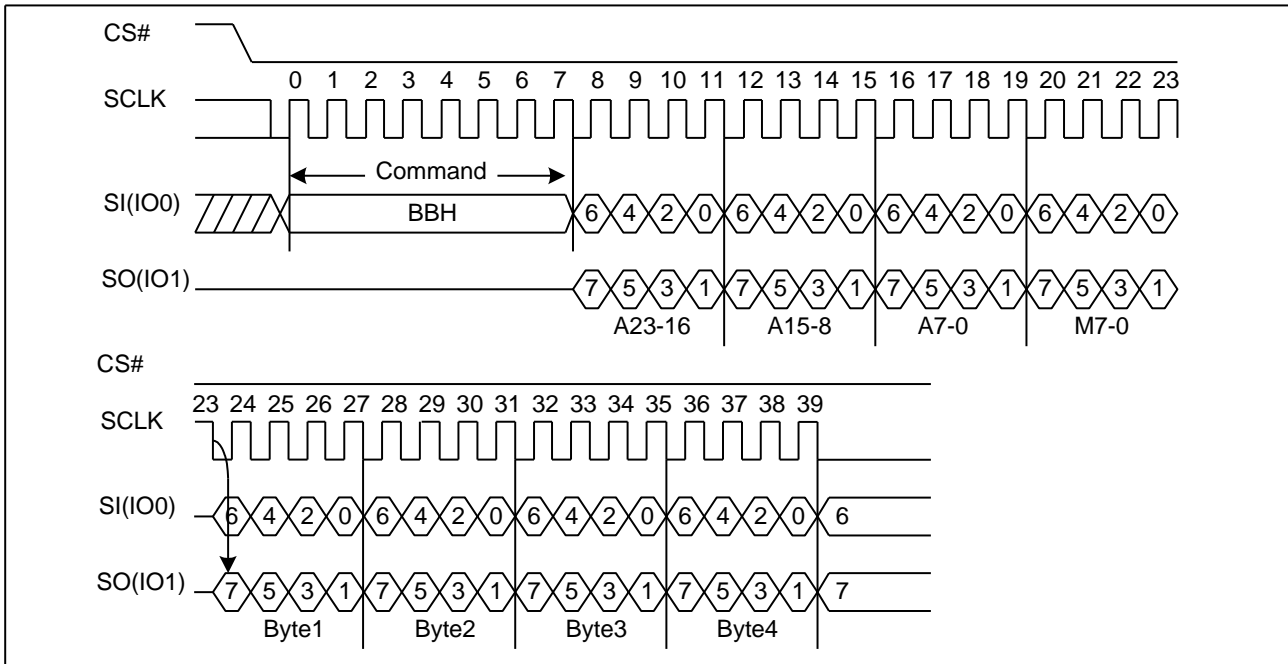 CS#
0 1 2 3 4 5 6 7 8 9 10 11 12 13 14 15 16 17 18 19 20 21 22 23
SCLK
Command
SI(IO0) BBH 6 4 2 0 6 4 2 0 6 4 2 0 6 4 2 0
SO(IO1) 7 5 3 1 7 5 3 1 7 5 3 1 7 5 3 1
A23-16 A15-8 A7-0 M7-0
CS#
23 24 25 26 27 28 29 30 31 32 33 34 35 36 37 38 39
SCLK
SI(IO0) 6 4 2 0 6 4 2 0 6 4 2 0 6 4 2 0 6
SO(IO1) 7 5 3 1 7 5 3 1 7 5 3 1 7 5 3 1 7
Byte1 Byte2 Byte3 Byte4